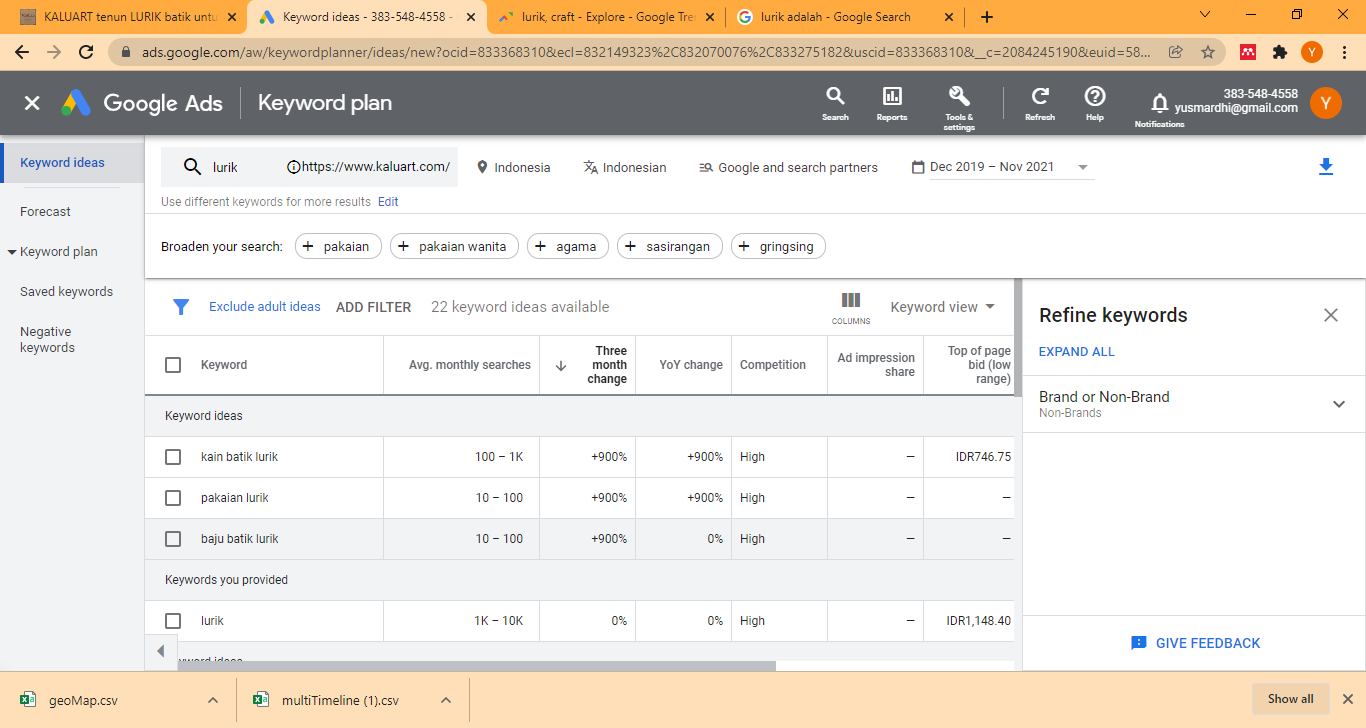 KALUART tenun LURIK batik untu
Keyword ideas - 383-548-4558 -
lurik, craft - Explore - Google Tre
lurik adalah - Google Search
ads.google.com/aw/keywordplanner/ideas/new?ocid=833368310&ecl=832149323%2C832070076%2C833275182&uscid=833368310&__c=2084245190&euid=58...
Y
Google Ads
Keyword plan
Search
Reports
Tools & settings
Refresh
Help
Notifications
383-548-4558
yusmardhi@gmail.com
Y
Keyword ideas
Forecast
Keyword plan
Saved keywords
Negative
keywords
lurik
https://www.kaluart.com/
Indonesia
Indonesian
Google and search partners
Dec 2019 – Nov 2021
Use different keywords for more results Edit
Broaden your search: + pakaian + pakaian wanita + agama + sasirangan + gringsing
Exclude adult ideas ADD FILTER 22 keyword ideas available
COLUMNS
Keyword view
Keyword Avg. monthly searches Three month change YoY change Competition Ad impression share Top of page bid (low range)
Keyword ideas
kain batik lurik 100 – 1K +900% +900% High – IDR746.75
pakaian lurik 10 – 100 +900% +900% High – –
baju batik lurik 10 – 100 +900% 0% High – –
Keywords you provided
lurik 1K – 10K 0% 0% High – IDR1,148.40
Refine keywords
EXPAND ALL
Brand or Non-Brand
Non-Brands
GIVE FEEDBACK
geoMap.csv
multiTimeline (1).csv
Show all